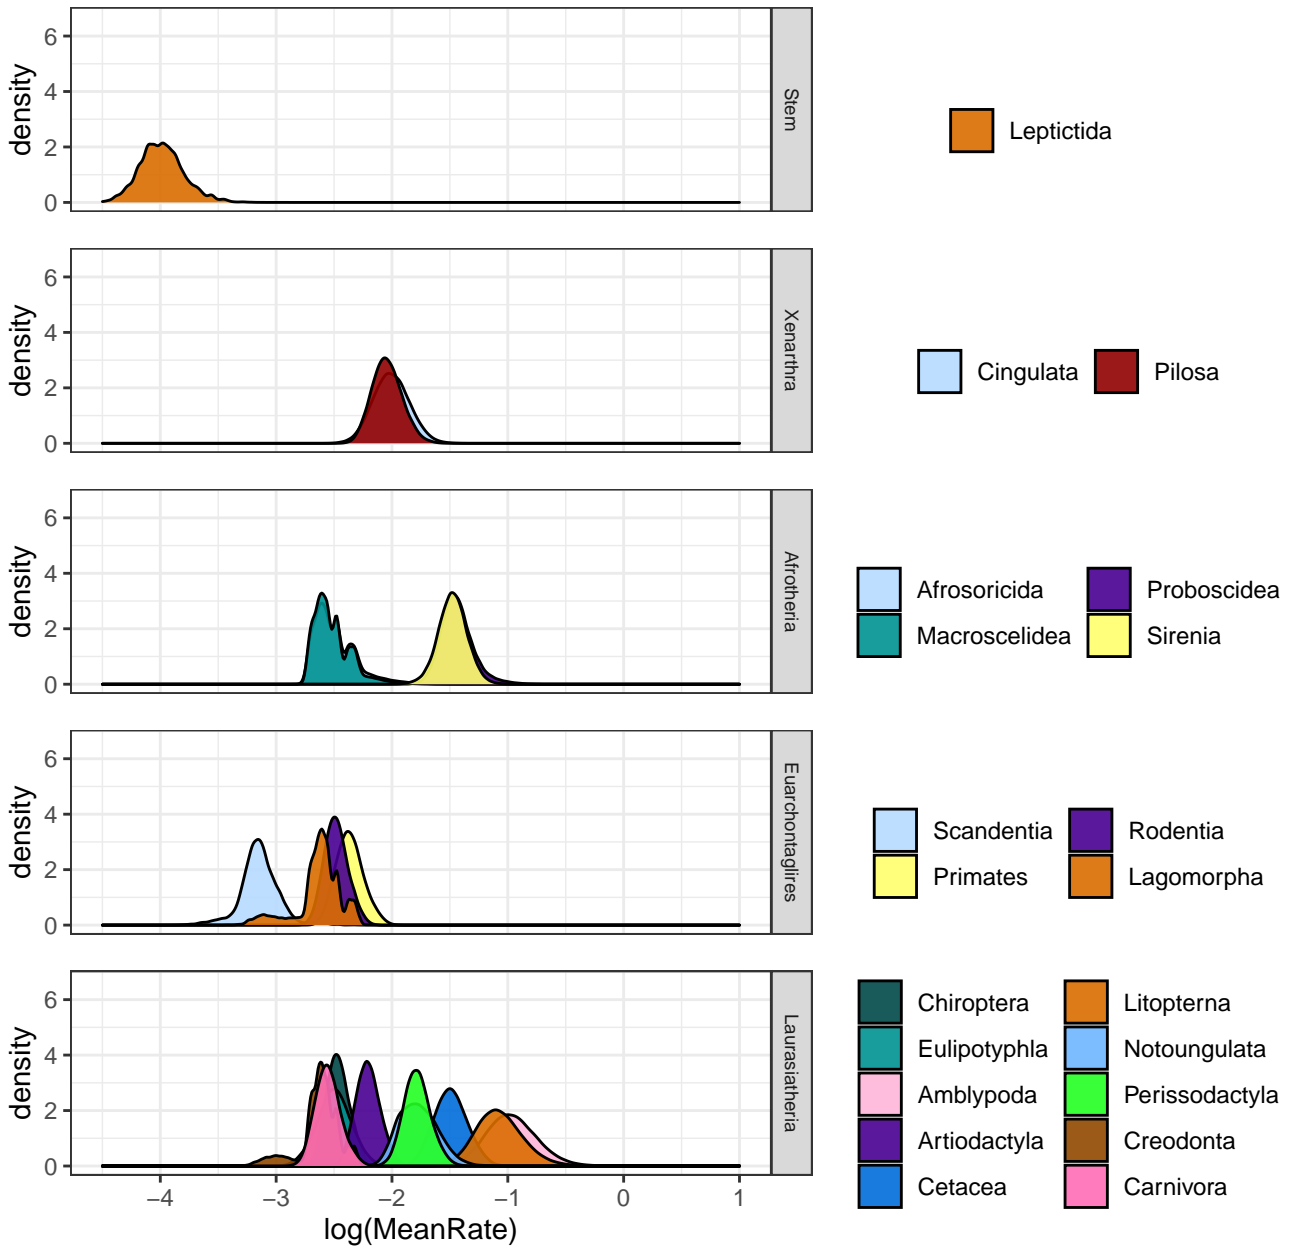 density
6
4
2
0
Stem
Leptictida
density
6
4
2
0
Xenarthra
Cingulata
Pilosa
density
6
4
2
0
Afrotheria
Afrosoricida
Proboscidea
Macroscelidea
Sirenia
density
6
4
2
0
Euarchontaglires
Scandentia
Rodentia
Primates
Lagomorpha
density
6
4
2
0
Laurasiatheria
Chiroptera
Litopterna
Eulipotyphla
Notoungulata
Amblypoda
Perissodactyla
Artiodactyla
Creodonta
Cetacea
Carnivora
−4 −3 −2 −1 0 1
log(MeanRate)